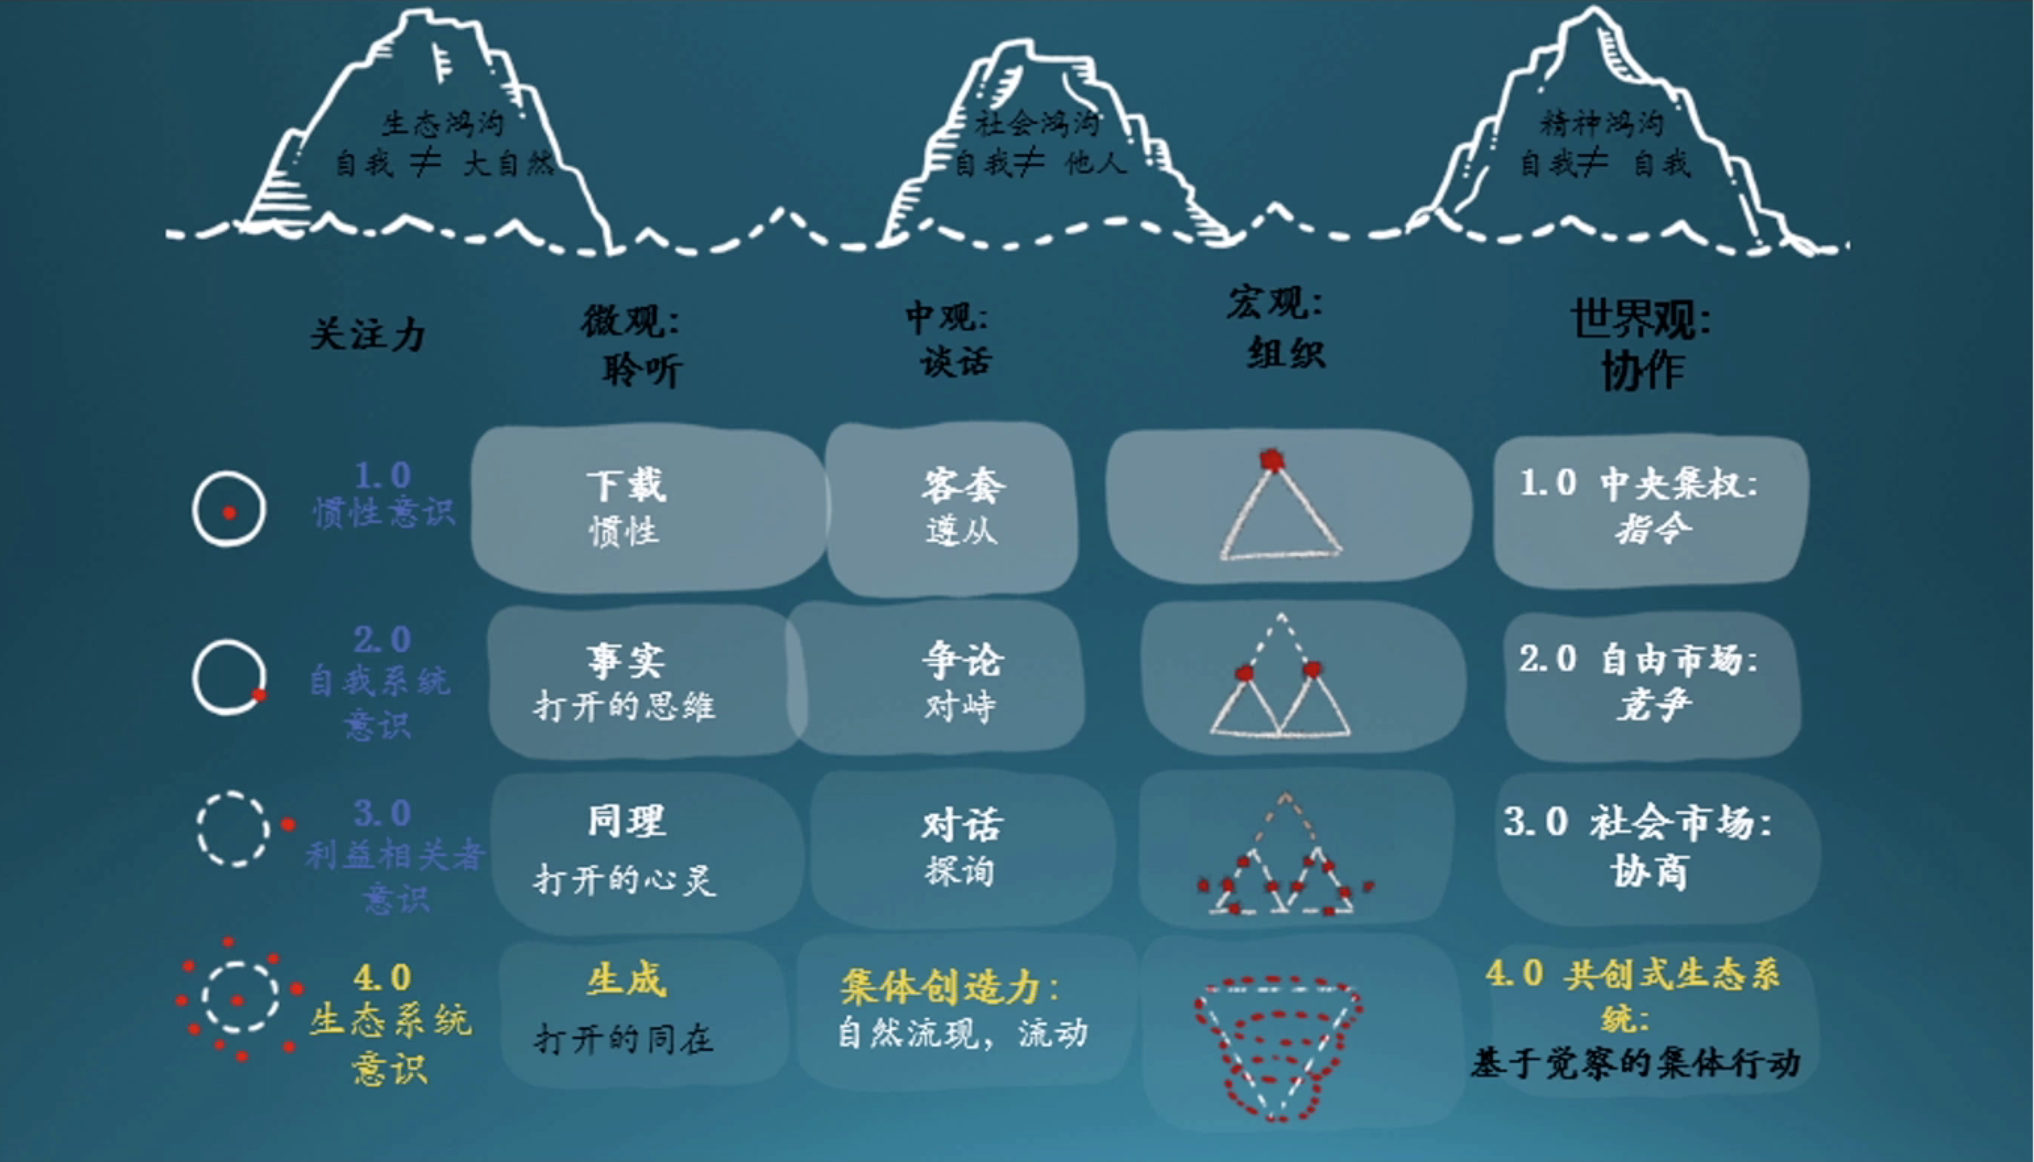 生态鸿沟
自我 ≠ 大自然
社会鸿沟
自我≠ 他人
精神鸿沟
自我≠ 自我
关注力
微观:
聆听
中观:
谈话
宏观:
组织
世界观:
协作
1.0
惯性意识
下载
惯性
客套
遵从
1.0 中央集权:
指令
2.0
自我系统
意识
事实
打开的思维
争论
对峙
2.0 自由市场:
竞争
3.0
利益相关者
意识
同理
打开的心灵
对话
探询
3.0 社会市场:
协商
4.0
生态系统
意识
生成
打开的同在
集体创造力:
自然流现，流动
4.0 共创式生态系
统:
基于觉察的集体行动